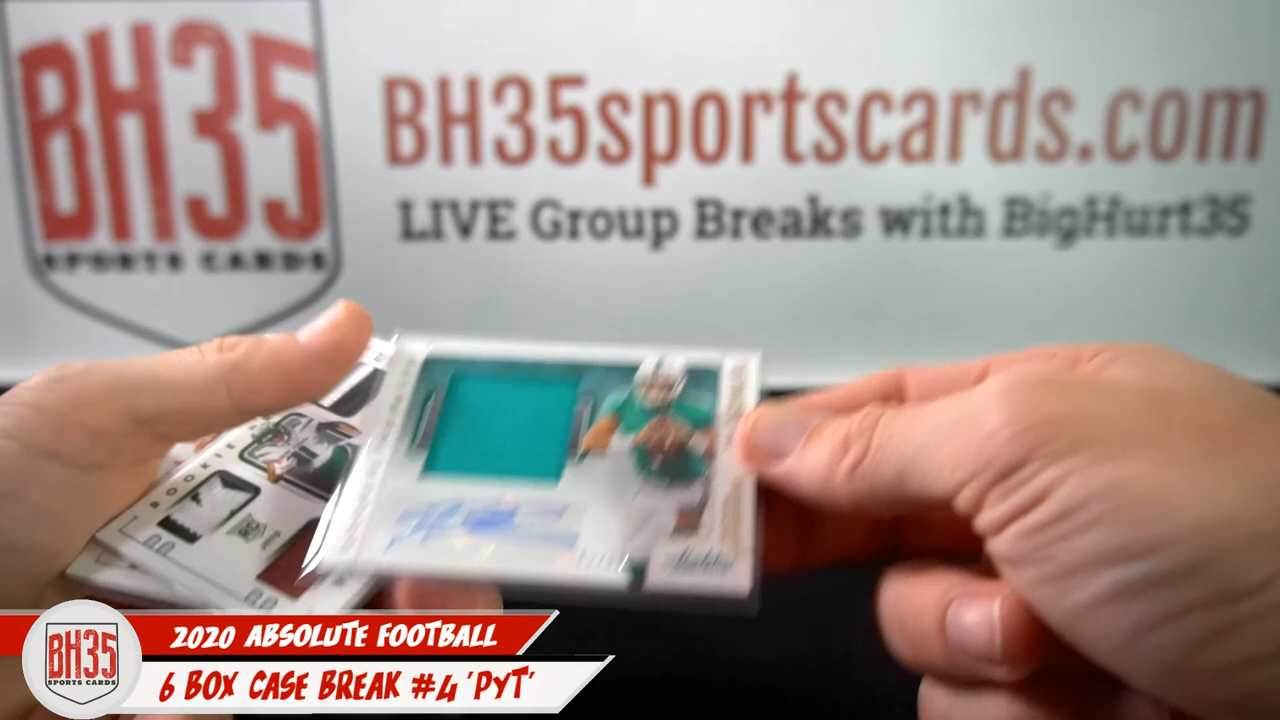 BH35
SPORTS CARDS
BH35sportscards.com
LIVE Group Breaks with BigHurt35
BH35
SPORTS CARDS
2020 ABSOLUTE FOOTBALL
6 BOX CASE BREAK #4 'PYT'